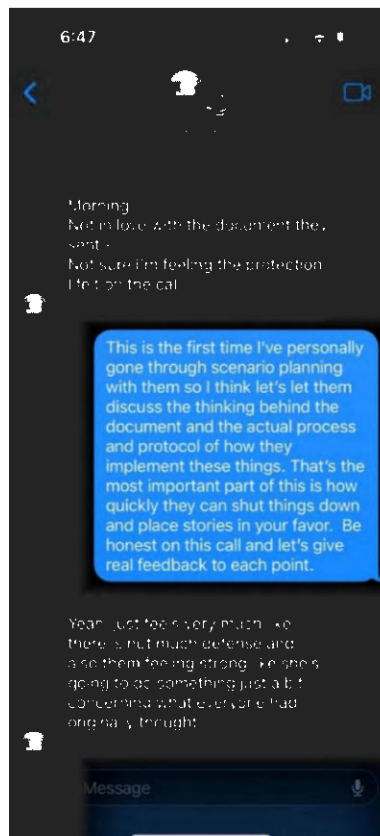 6:47
Morning
Not in love with the document they
sent -
Not sure I'm feeling the protection
I felt on the call
This is the first time I've personally
gone through scenario planning
with them so I think let's let them
discuss the thinking behind the
document and the actual process
and protocol of how they
implement these things. That's the
most important part of this is how
quickly they can shut things down
and place stories in your favor.  Be
honest on this call and let's give
real feedback to each point.
Yeah just feels very much like
there is not much defense and
also them feeling strong like she's
going to do something just a bit
concerning what everyone had
originally thought
Message